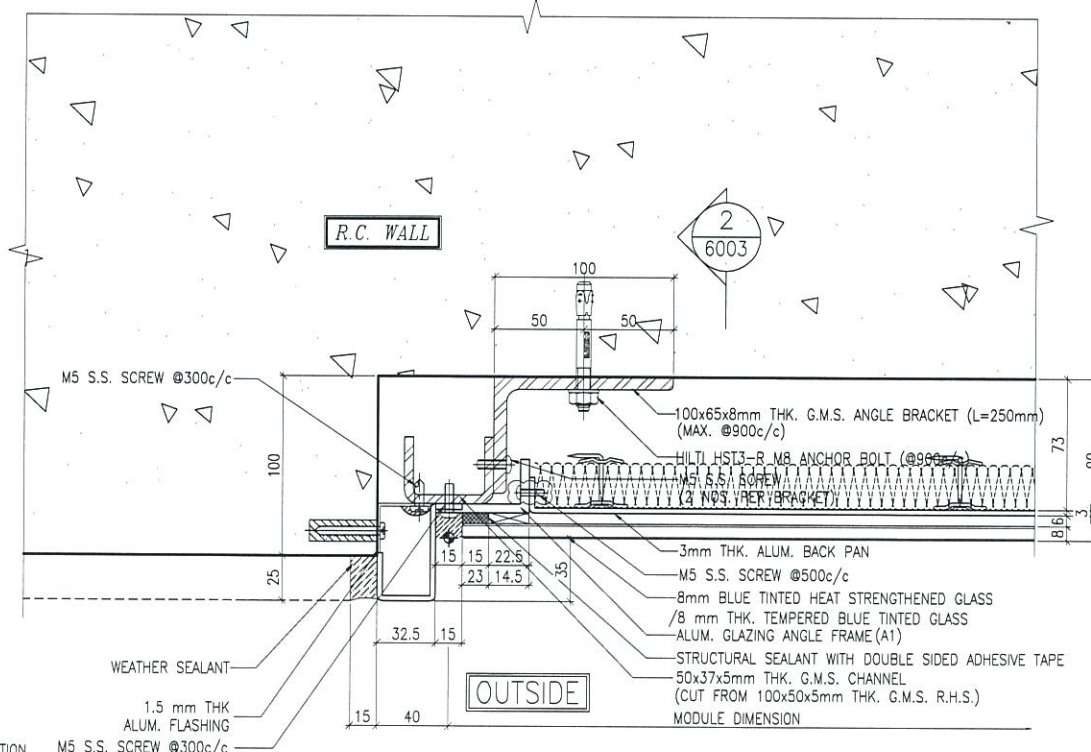 R.C. WALL
2
6003
100
50
50
M5 S.S. SCREW @300c/c
100
25
100x65x8mm THK. G.M.S. ANGLE BRACKET (L=250mm)
(MAX. @900c/c)
HILTI HST3-R M8 ANCHOR BOLT (@900c/c)
M5 S.S. SCREW
(2 NOS. PER BRACKET)
73
90
3
6
8
3mm THK. ALUM. BACK PAN
M5 S.S. SCREW @500c/c
8mm BLUE TINTED HEAT STRENGTHENED GLASS
/8 mm THK. TEMPERED BLUE TINTED GLASS
ALUM. GLAZING ANGLE FRAME(A1)
STRUCTURAL SEALANT WITH DOUBLE SIDED ADHESIVE TAPE
50x37x5mm THK. G.M.S. CHANNEL
(CUT FROM 100x50x5mm THK. G.M.S. R.H.S.)
MODULE DIMENSION
15
15
22.5
23
14.5
35
32.5
15
WEATHER SEALANT
OUTSIDE
1.5 mm THK
ALUM. FLASHING
15
40
M5 S.S. SCREW @300c/c